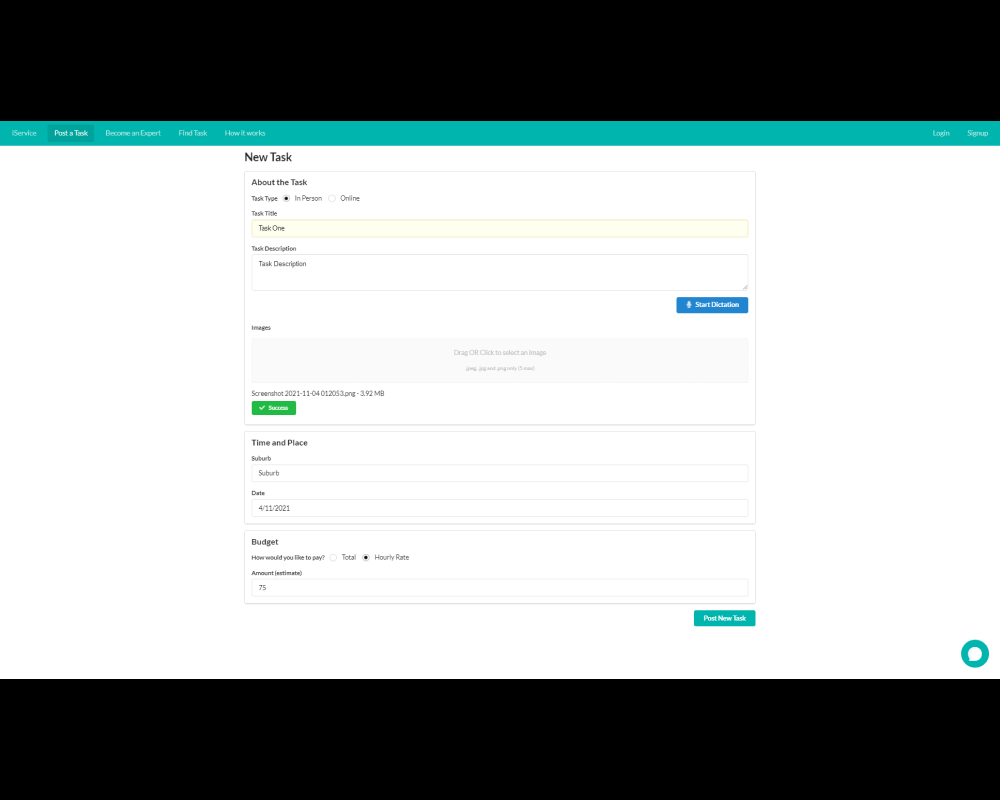 iService Post a Task Become an Expert Find Task How it works Login Signup
New Task
About the Task
Task Type In Person Online
Task Title
Task One
Task Description
Task Description
Start Dictation
Images
Drag OR Click to select an Image
.jpeg, .jpg and .png only (5 max)
Screenshot 2021-11-04 012053.png - 3.92 MB
Success
Time and Place
Suburb
Suburb
Date
4/11/2021
Budget
How would you like to pay? Total Hourly Rate
Amount (estimate)
75
Post New Task